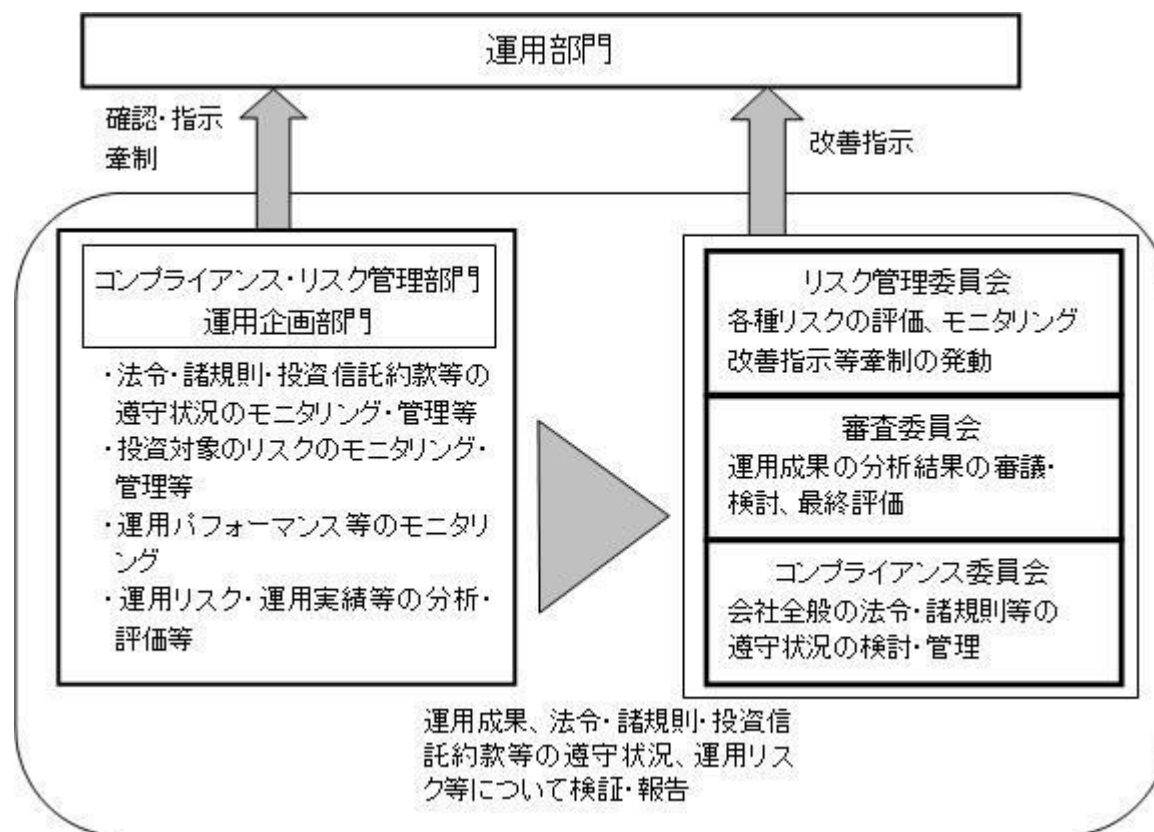 運用部門
確認・指示
牽制
改善指示
コンプライアンス・リスク管理部門
運用企画部門
・法令・諸規則・投資信託約款等の
遵守状況のモニタリング・管理等
・投資対象のリスクのモニタリング・
管理等
・運用パフォーマンス等のモニタリ
ング
・運用リスク・運用実績等の分析・
評価等
リスク管理委員会
各種リスクの評価、モニタリング
改善指示等牽制の発動
審査委員会
運用成果の分析結果の審議・
検討、最終評価
コンプライアンス委員会
会社全般の法令・諸規則等の
遵守状況の検討・管理
運用成果、法令・諸規則・投資信
託約款等の遵守状況、運用リス
ク等について検証・報告